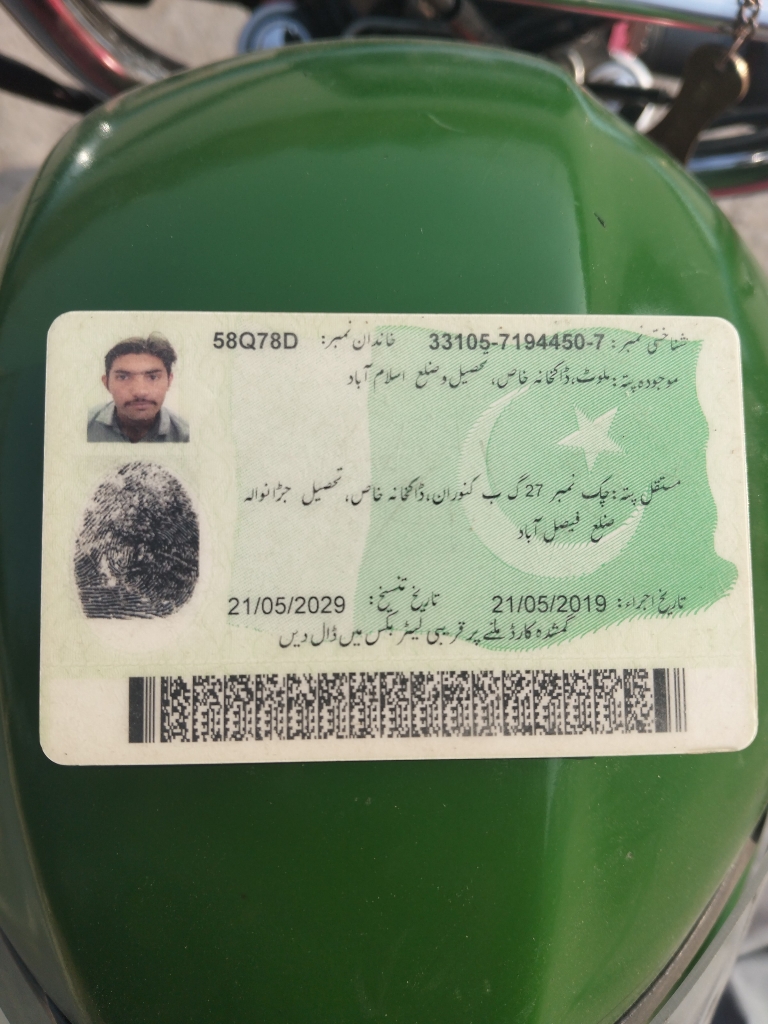 شناختی نمبر: 33105-7194450-7 خاندان نمبر: 58Q78D
موجودہ پتہ: ملوٹ، ڈاکخانہ خاص، تحصیل و ضلع اسلام آباد
مستقل پتہ: چک نمبر 27 گ ب کنوراں، ڈاکخانہ خاص، تحصیل جڑانوالہ
ضلع فیصل آباد
تاریخ اجراء: 21/05/2019 تاریخ تنسیخ: 21/05/2029
گمشدہ کارڈ ملنے پر قریبی لیٹر بکس میں ڈال دیں